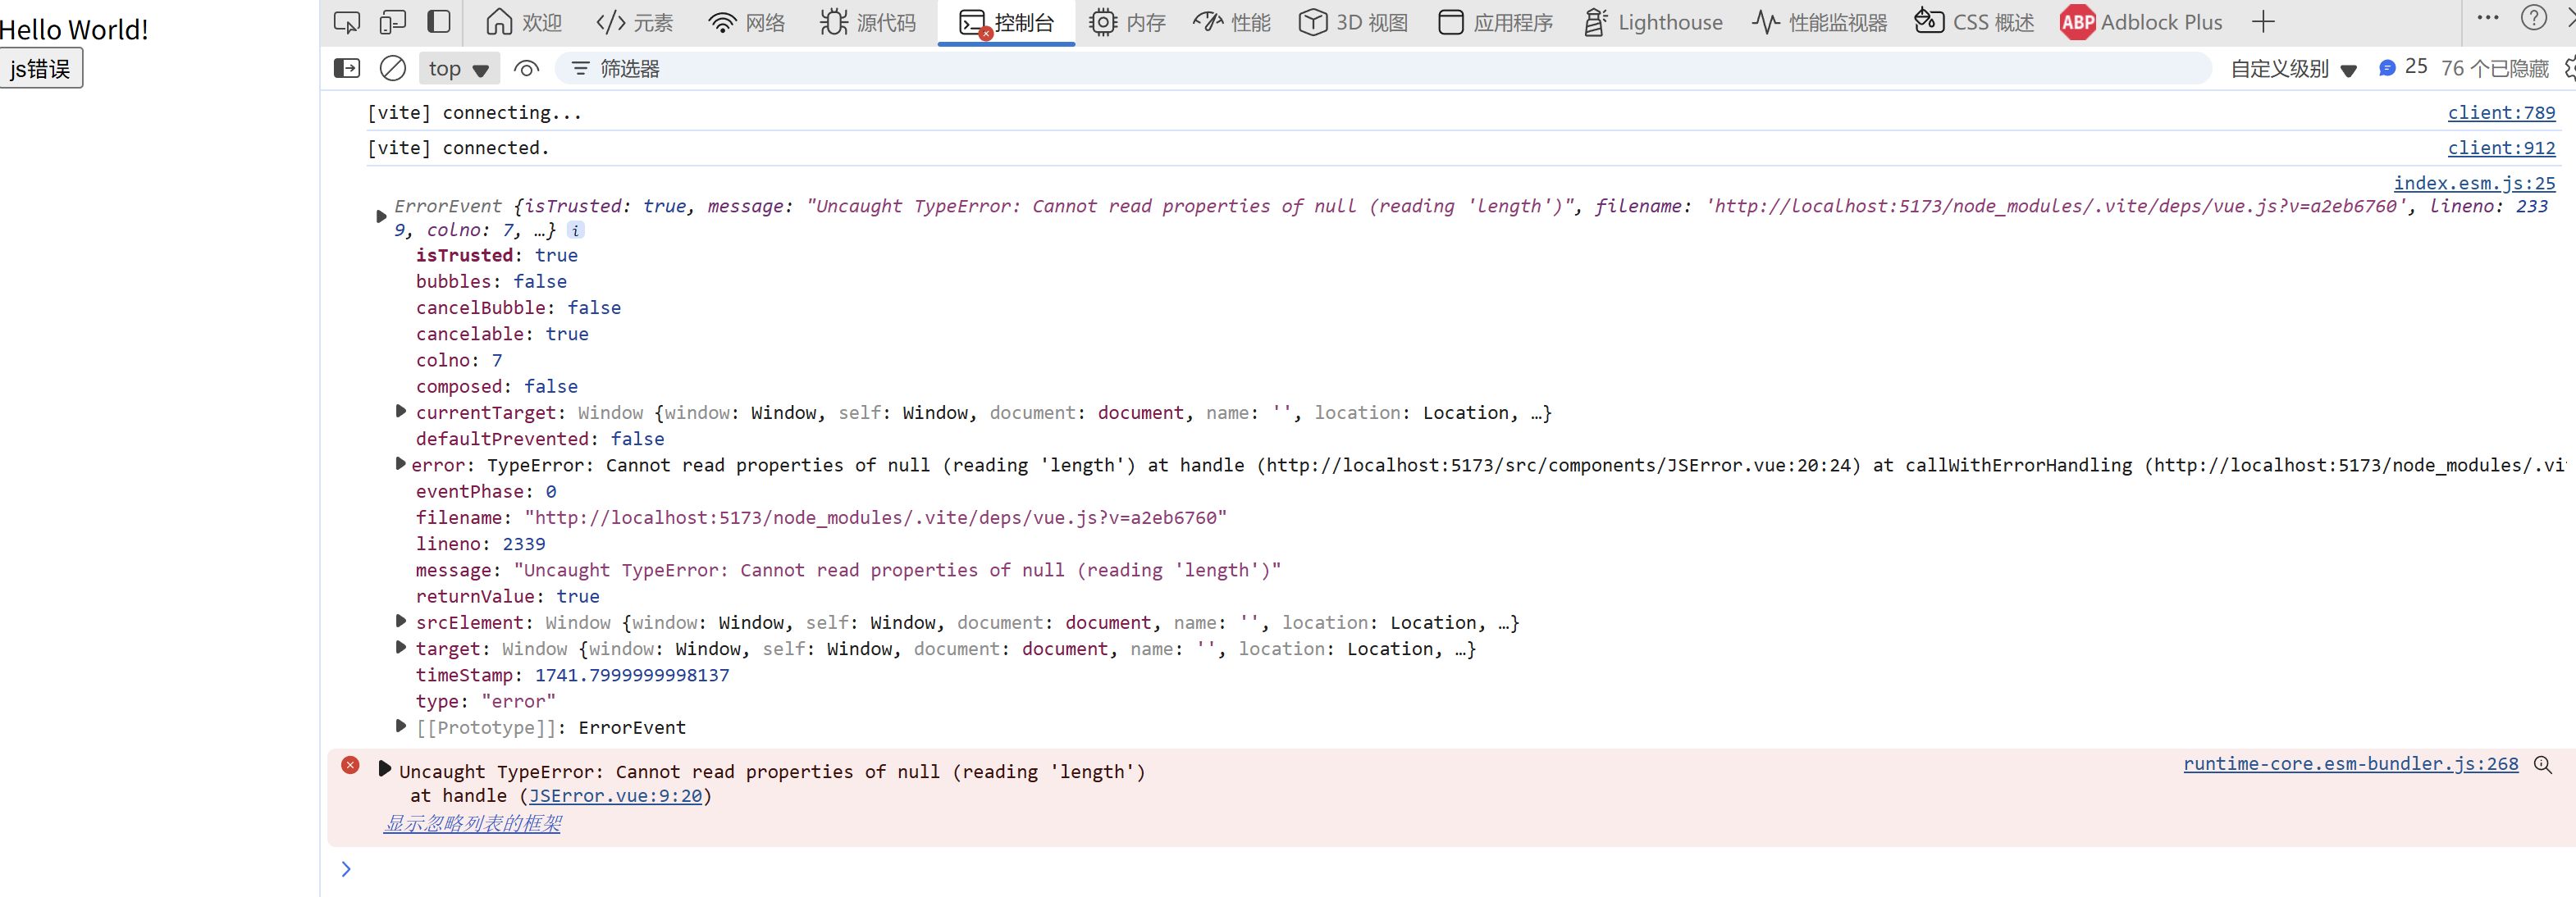 Hello World!
js错误
欢迎 元素 网络 源代码 控制台 内存 性能 3D 视图 应用程序 Lighthouse 性能监视器 CSS 概述 ABP Adblock Plus
top 筛选器 自定义级别 25 76 个已隐藏
[vite] connecting... client:789
[vite] connected. client:912
index.esm.js:25
ErrorEvent {isTrusted: true, message: "Uncaught TypeError: Cannot read properties of null (reading 'length')", filename: 'http://localhost:5173/node_modules/.vite/deps/vue.js?v=a2eb6760', lineno: 233
9, colno: 7, …} i
isTrusted: true
bubbles: false
cancelBubble: false
cancelable: true
colno: 7
composed: false
currentTarget: Window {window: Window, self: Window, document: document, name: '', location: Location, …}
defaultPrevented: false
error: TypeError: Cannot read properties of null (reading 'length') at handle (http://localhost:5173/src/components/JSError.vue:20:24) at callWithErrorHandling (http://localhost:5173/node_modules/.vi
eventPhase: 0
filename: "http://localhost:5173/node_modules/.vite/deps/vue.js?v=a2eb6760"
lineno: 2339
message: "Uncaught TypeError: Cannot read properties of null (reading 'length')"
returnValue: true
srcElement: Window {window: Window, self: Window, document: document, name: '', location: Location, …}
target: Window {window: Window, self: Window, document: document, name: '', location: Location, …}
timeStamp: 1741.7999999998137
type: "error"
[[Prototype]]: ErrorEvent
Uncaught TypeError: Cannot read properties of null (reading 'length') runtime-core.esm-bundler.js:268
at handle (JSError.vue:9:20)
显示忽略列表的框架